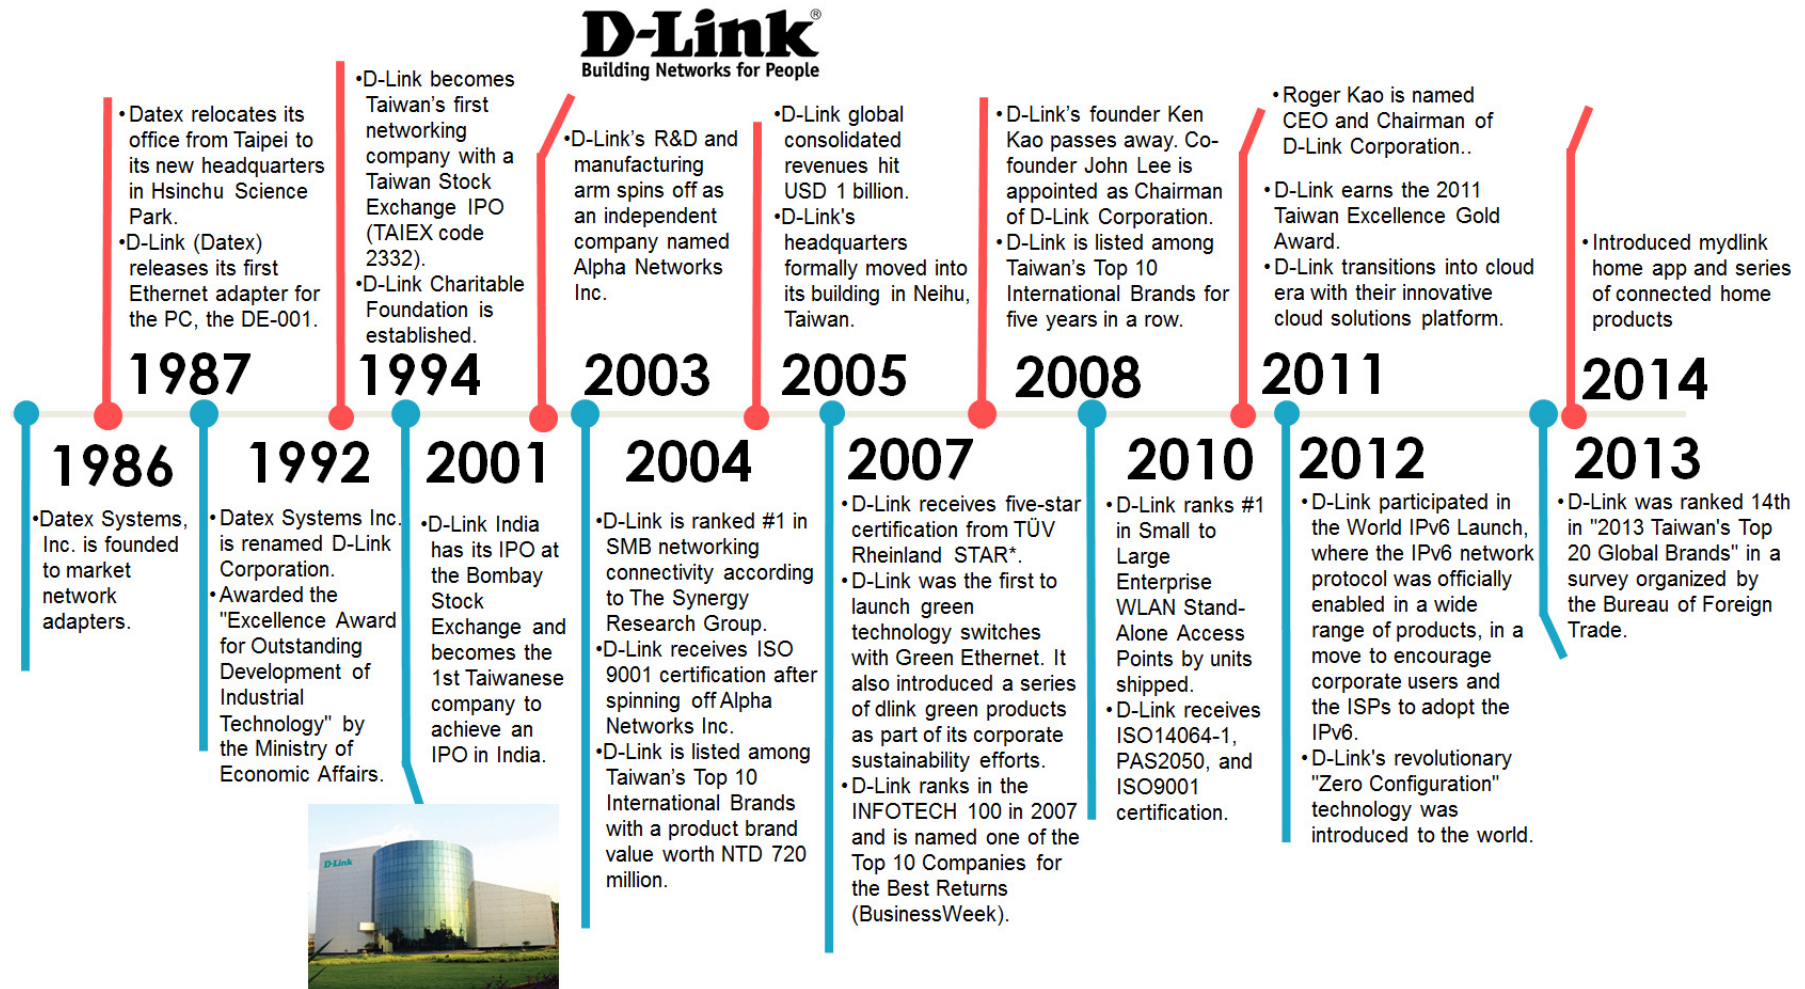 D-Link®
Building Networks for People
•Datex relocates its
office from Taipei to
its new headquarters
in Hsinchu Science
Park.
•D-Link (Datex)
releases its first
Ethernet adapter for
the PC, the DE-001.
1987
•D-Link becomes
Taiwan's first
networking
company with a
Taiwan Stock
Exchange IPO
(TAIEX code
2332).
•D-Link Charitable
Foundation is
established.
1994
•D-Link's R&D and
manufacturing
arm spins off as
an independent
company named
Alpha Networks
Inc.
2003
•D-Link global
consolidated
revenues hit
USD 1 billion.
•D-Link's
headquarters
formally moved into
its building in Neihu,
Taiwan.
2005
•D-Link's founder Ken
Kao passes away. Co-
founder John Lee is
appointed as Chairman
of D-Link Corporation.
•D-Link is listed among
Taiwan's Top 10
International Brands for
five years in a row.
2008
•Roger Kao is named
CEO and Chairman of
D-Link Corporation..
•D-Link earns the 2011
Taiwan Excellence Gold
Award.
•D-Link transitions into cloud
era with their innovative
cloud solutions platform.
2011
•Introduced mydlink
home app and series
of connected home
products
2014
1986
•Datex Systems,
Inc. is founded
to market
network
adapters.
1992
•Datex Systems Inc.
is renamed D-Link
Corporation.
•Awarded the
"Excellence Award
for Outstanding
Development of
Industrial
Technology" by
the Ministry of
Economic Affairs.
2001
•D-Link India
has its IPO at
the Bombay
Stock
Exchange and
becomes the
1st Taiwanese
company to
achieve an
IPO in India.
D-Link
2004
•D-Link is ranked #1 in
SMB networking
connectivity according
to The Synergy
Research Group.
•D-Link receives ISO
9001 certification after
spinning off Alpha
Networks Inc.
•D-Link is listed among
Taiwan's Top 10
International Brands
with a product brand
value worth NTD 720
million.
2007
•D-Link receives five-star
certification from TÜV
Rheinland STAR*.
•D-Link was the first to
launch green
technology switches
with Green Ethernet. It
also introduced a series
of dlink green products
as part of its corporate
sustainability efforts.
•D-Link ranks in the
INFOTECH 100 in 2007
and is named one of the
Top 10 Companies for
the Best Returns
(BusinessWeek).
2010
•D-Link ranks #1
in Small to
Large
Enterprise
WLAN Stand-
Alone Access
Points by units
shipped.
•D-Link receives
ISO14064-1,
PAS2050, and
ISO9001
certification.
2012
•D-Link participated in
the World IPv6 Launch,
where the IPv6 network
protocol was officially
enabled in a wide
range of products, in a
move to encourage
corporate users and
the ISPs to adopt the
IPv6.
•D-Link's revolutionary
"Zero Configuration"
technology was
introduced to the world.
2013
•D-Link was ranked 14th
in "2013 Taiwan's Top
20 Global Brands" in a
survey organized by
the Bureau of Foreign
Trade.